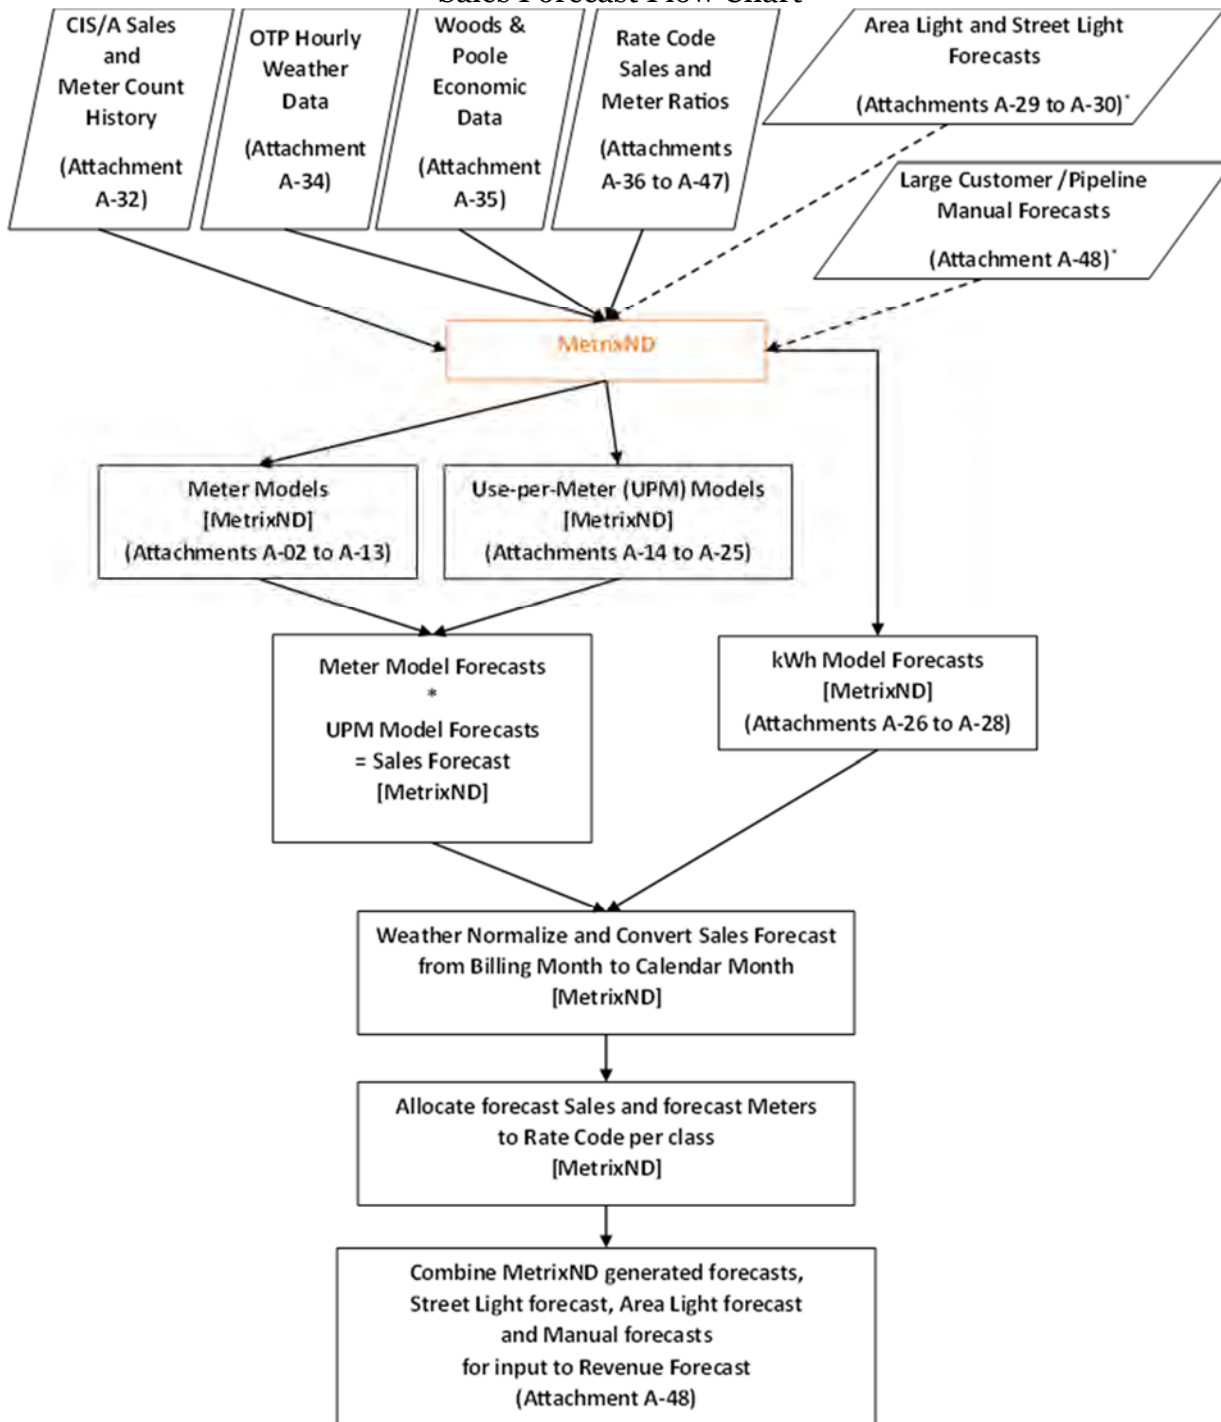 Sales Forecast Flow Chart
CIS/A Sales
and
Meter Count
History
(Attachment
A-32)
OTP Hourly
Weather
Data
(Attachment
A-34)
Woods &
Poole
Economic
Data
(Attachment
A-35)
Rate Code
Sales and
Meter Ratios
(Attachments
A-36 to A-47)
Area Light and Street Light
Forecasts
(Attachments A-29 to A-30)*
Large Customer /Pipeline
Manual Forecasts
(Attachment A-48)*
MetrixND
Meter Models
[MetrixND]
(Attachments A-02 to A-13)
Use-per-Meter (UPM) Models
[MetrixND]
(Attachments A-14 to A-25)
Meter Model Forecasts
*
UPM Model Forecasts
= Sales Forecast
[MetrixND]
kWh Model Forecasts
[MetrixND]
(Attachments A-26 to A-28)
Weather Normalize and Convert Sales Forecast
from Billing Month to Calendar Month
[MetrixND]
Allocate forecast Sales and forecast Meters
to Rate Code per class
[MetrixND]
Combine MetrixND generated forecasts,
Street Light forecast, Area Light forecast
and Manual forecasts
for input to Revenue Forecast
(Attachment A-48)